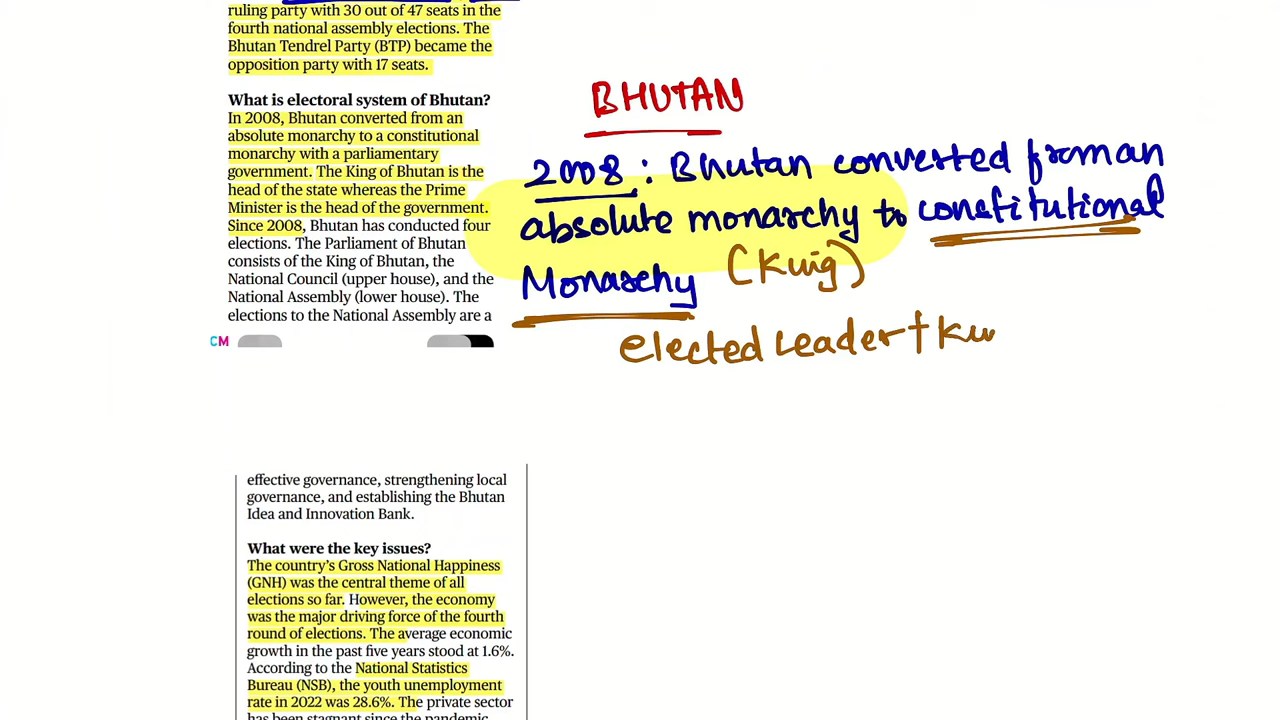 ruling party with 30 out of 47 seats in the
fourth national assembly elections. The
Bhutan Tendrel Party (BTP) became the
opposition party with 17 seats.
What is electoral system of Bhutan?
In 2008, Bhutan converted from an
absolute monarchy to a constitutional
monarchy with a parliamentary
government. The King of Bhutan is the
head of the state whereas the Prime
Minister is the head of the government.
Since 2008, Bhutan has conducted four
elections. The Parliament of Bhutan
consists of the King of Bhutan, the
National Council (upper house), and the
National Assembly (lower house). The
elections to the National Assembly are a
CM
BHUTAN
2008 : Bhutan converted from an
absolute monarchy to constitutional
Monarchy (King)
elected Leader + Kin
effective governance, strengthening local
governance, and establishing the Bhutan
Idea and Innovation Bank.
What were the key issues?
The country's Gross National Happiness
(GNH) was the central theme of all
elections so far. However, the economy
was the major driving force of the fourth
round of elections. The average economic
growth in the past five years stood at 1.6%.
According to the National Statistics
Bureau (NSB), the youth unemployment
rate in 2022 was 28.6%. The private sector
has been stagnant since the pandemic